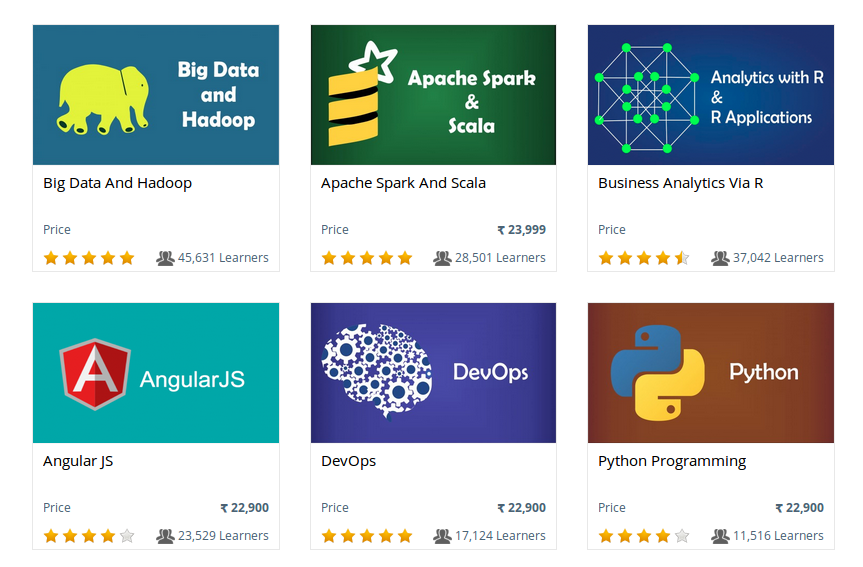 Big Data
and
Hadoop
Big Data And Hadoop
Price
45,631 Learners
Apache Spark
&
Scala
Apache Spark And Scala
Price ₹ 23,999
28,501 Learners
Analytics with R
&
R Applications
Business Analytics Via R
Price
37,042 Learners
A AngularJS
Angular JS
Price ₹ 22,900
23,529 Learners
DevOps
DevOps
Price ₹ 22,900
17,124 Learners
Python
Python Programming
Price ₹ 22,900
11,516 Learners